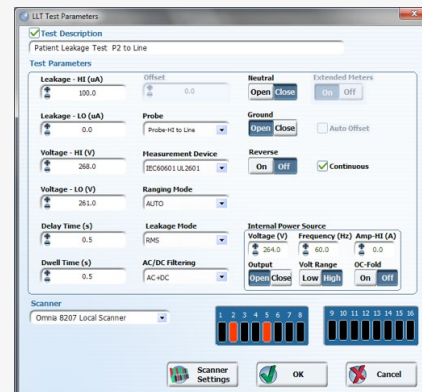 LLT Test Parameters
Test Description
Patient Leakage Test P2 to Line
Test Parameters
Leakage - HI (uA)
100.0
Offset
0.0
Neutral
Open Close
Extended Meters
On Off
Leakage - LO (uA)
0.0
Probe
Probe-HI to Line
Ground
Open Close
Auto Offset
Voltage - HI (V)
268.0
Measurement Device
IEC60601 UL2601
Reverse
On Off
Continuous
Voltage - LO (V)
261.0
Ranging Mode
AUTO
Delay Time (s)
0.5
Leakage Mode
RMS
Internal Power Source
Voltage (V) Frequency (Hz) Amp-HI (A)
264.0 60.0 0.0
Dwell Time (s)
0.5
AC/DC Filtering
AC+DC
Output Volt Range OC-Fold
Open Close Low High On Off
Scanner
Omnia 8207 Local Scanner
1 2 3 4 5 6 7 8
9 10 11 12 13 14 15 16
Scanner Settings
OK
Cancel